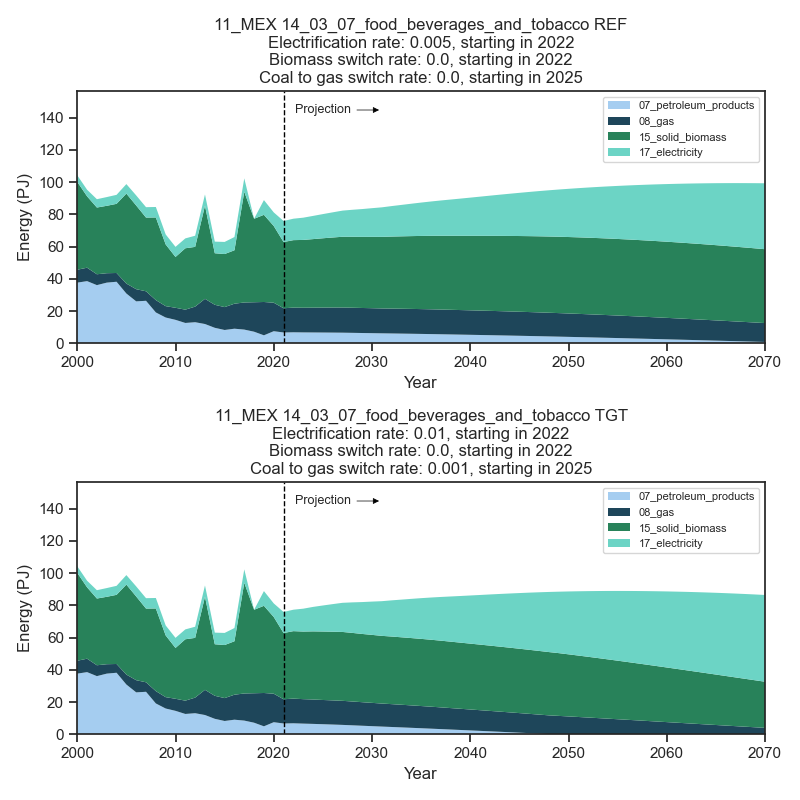 11_MEX 14_03_07_food_beverages_and_tobacco REF
Electrification rate: 0.005, starting in 2022
Biomass switch rate: 0.0, starting in 2022
Coal to gas switch rate: 0.0, starting in 2025
Projection
07_petroleum_products
08_gas
15_solid_biomass
17_electricity
Energy (PJ)
140
120
100
80
60
40
20
0
2000 2010 2020 2030 2040 2050 2060 2070
Year
11_MEX 14_03_07_food_beverages_and_tobacco TGT
Electrification rate: 0.01, starting in 2022
Biomass switch rate: 0.0, starting in 2022
Coal to gas switch rate: 0.001, starting in 2025
Projection
07_petroleum_products
08_gas
15_solid_biomass
17_electricity
Energy (PJ)
140
120
100
80
60
40
20
0
2000 2010 2020 2030 2040 2050 2060 2070
Year